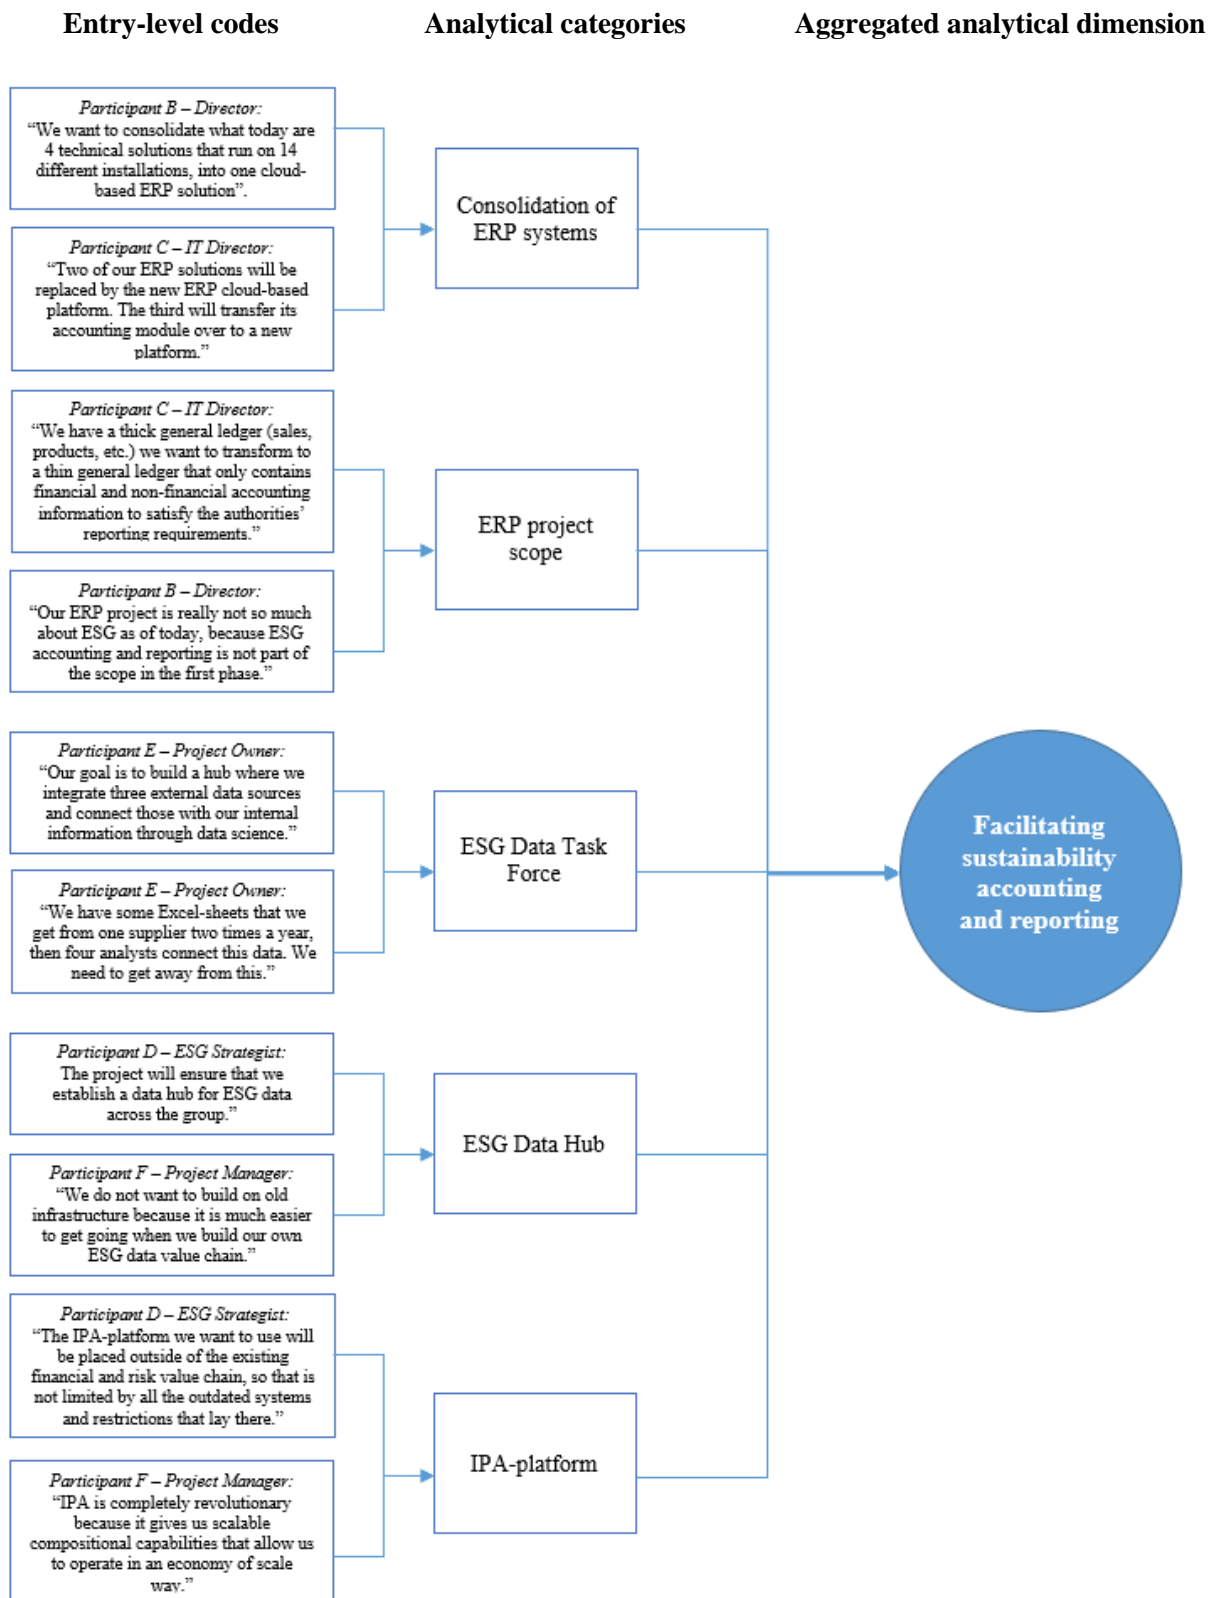 Entry-level codes
Analytical categories
Aggregated analytical dimension
Participant B – Director:
“We want to consolidate what today are
4 technical solutions that run on 14
different installations, into one cloud-
based ERP solution”.
Participant C – IT Director:
“Two of our ERP solutions will be
replaced by the new ERP cloud-based
platform. The third will transfer its
accounting module over to a new
platform.”
Consolidation of
ERP systems
Participant C – IT Director:
“We have a thick general ledger (sales,
products, etc.) we want to transform to
a thin general ledger that only contains
financial and non-financial accounting
information to satisfy the authorities’
reporting requirements.”
Participant B – Director:
“Our ERP project is really not so much
about ESG as of today, because ESG
accounting and reporting is not part of
the scope in the first phase.”
ERP project
scope
Participant E – Project Owner:
“Our goal is to build a hub where we
integrate three external data sources
and connect those with our internal
information through data science.”
Participant E – Project Owner:
“We have some Excel-sheets that we
get from one supplier two times a year,
then four analysts connect this data. We
need to get away from this.”
ESG Data Task
Force
Participant D – ESG Strategist:
The project will ensure that we
establish a data hub for ESG data
across the group.”
Participant F – Project Manager:
“We do not want to build on old
infrastructure because it is much easier
to get going when we build our own
ESG data value chain.”
ESG Data Hub
Participant D – ESG Strategist:
“The IPA-platform we want to use will
be placed outside of the existing
financial and risk value chain, so that is
not limited by all the outdated systems
and restrictions that lay there.”
Participant F – Project Manager:
“IPA is completely revolutionary
because it gives us scalable
compositional capabilities that allow us
to operate in an economy of scale
way.”
IPA-platform
Facilitating
sustainability
accounting
and reporting